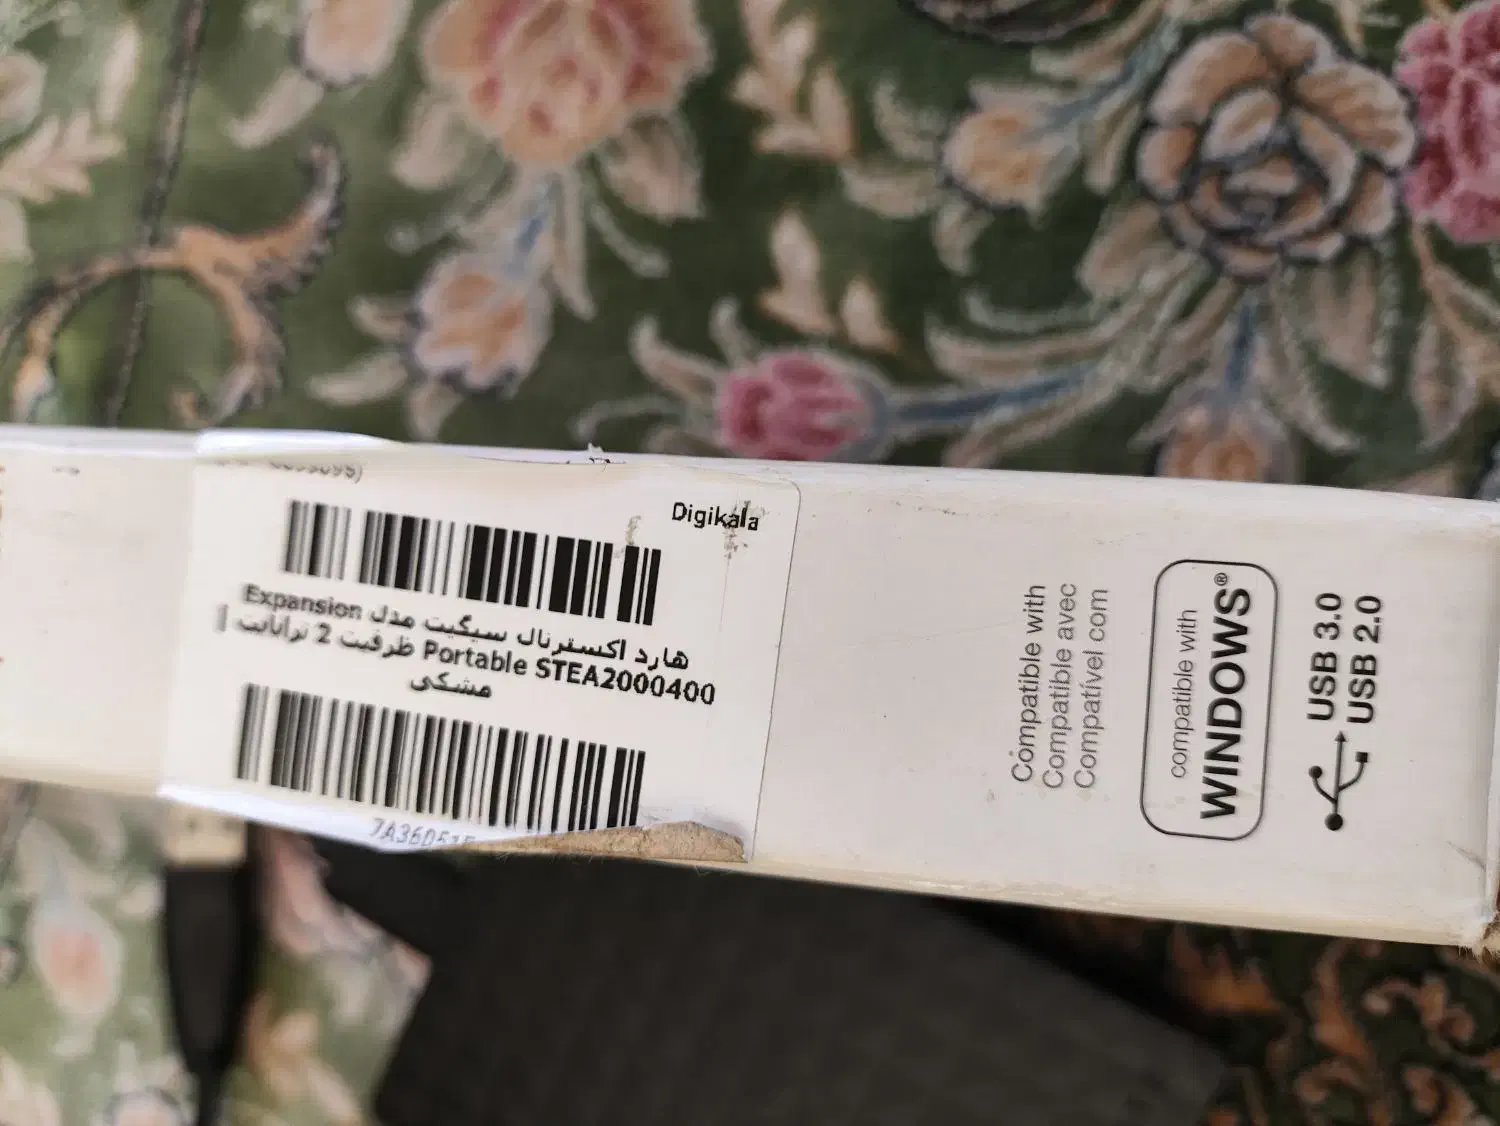 Digikala
هارد اکسترنال سیگیت مدل Expansion
Portable STEA2000400 ظرفیت 2 ترابایت |
مشکی
Compatible with
Compatible avec
Compatível com
compatible with
WINDOWS®
USB 3.0
USB 2.0